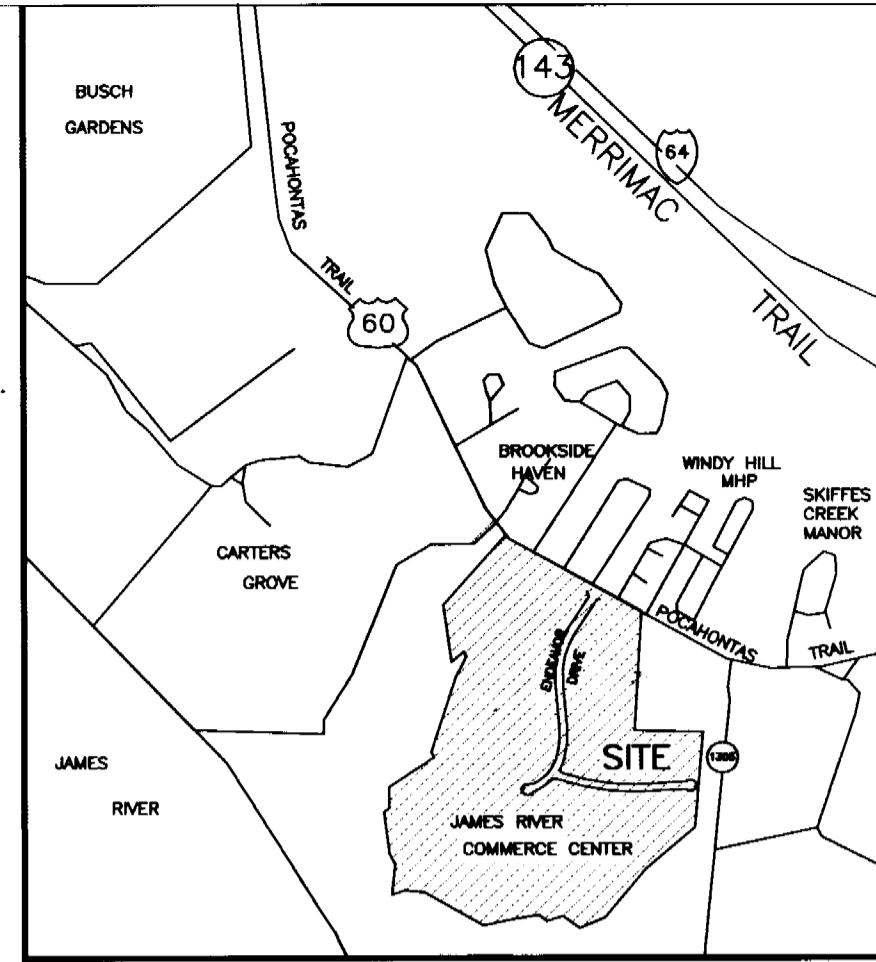 BUSCH
GARDENS
POCAHONTAS
TRAIL
60
143
MERRIMAC
TRAIL
64
BROOKSIDE
HAVEN
WINDY HILL
MHP
SKIFFES
CREEK
MANOR
CARTERS
GROVE
POCAHONTAS
TRAIL
ENDEAVOR
DRIVE
SITE
JAMES
RIVER
JAMES RIVER
COMMERCE CENTER